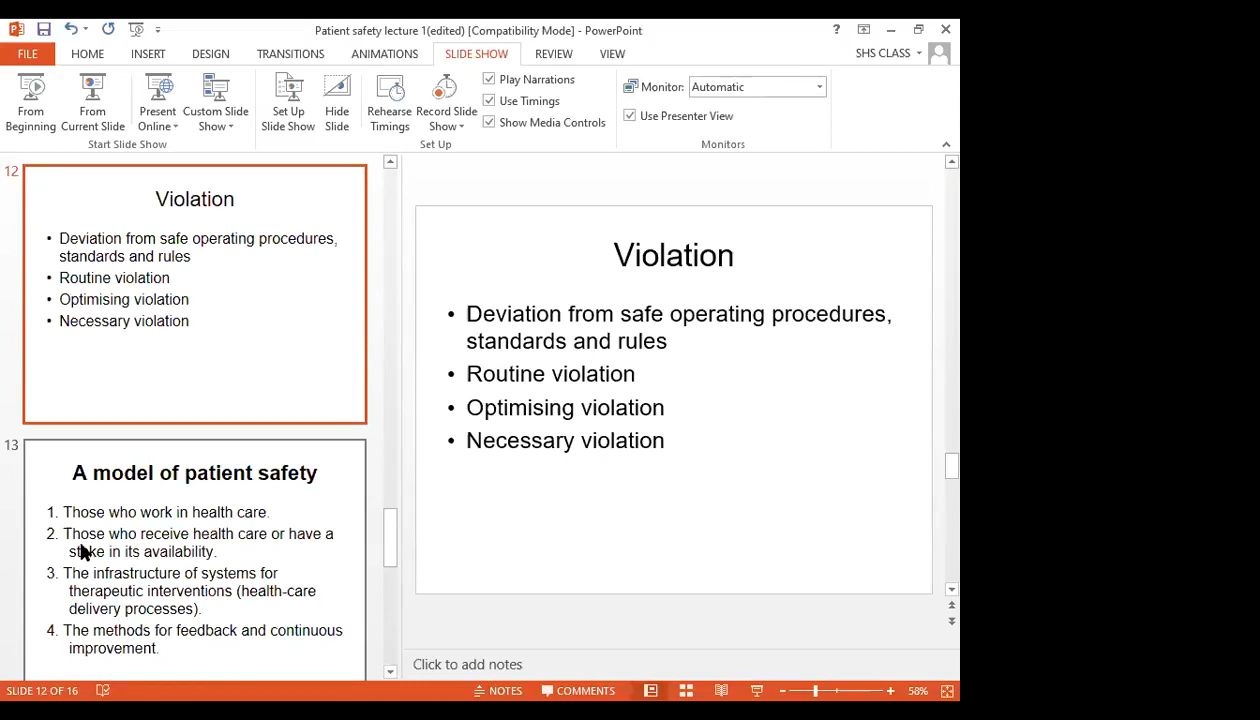 Patient safety lecture 1(edited) [Compatibility Mode] - PowerPoint
?
FILE HOME INSERT DESIGN TRANSITIONS ANIMATIONS SLIDE SHOW REVIEW VIEW SHS CLASS
From Beginning
From Current Slide
Present Online
Custom Slide Show
Set Up Slide Show
Hide Slide
Rehearse Timings
Record Slide Show
Play Narrations
Use Timings
Show Media Controls
Monitor: Automatic
Use Presenter View
Start Slide Show
Set Up
Monitors
12
Violation
• Deviation from safe operating procedures,
standards and rules
• Routine violation
• Optimising violation
• Necessary violation
13
A model of patient safety
1. Those who work in health care.
2. Those who receive health care or have a
stake in its availability.
3. The infrastructure of systems for
therapeutic interventions (health-care
delivery processes).
4. The methods for feedback and continuous
improvement.
Violation
• Deviation from safe operating procedures,
standards and rules
• Routine violation
• Optimising violation
• Necessary violation
Click to add notes
SLIDE 12 OF 16 NOTES COMMENTS 58%